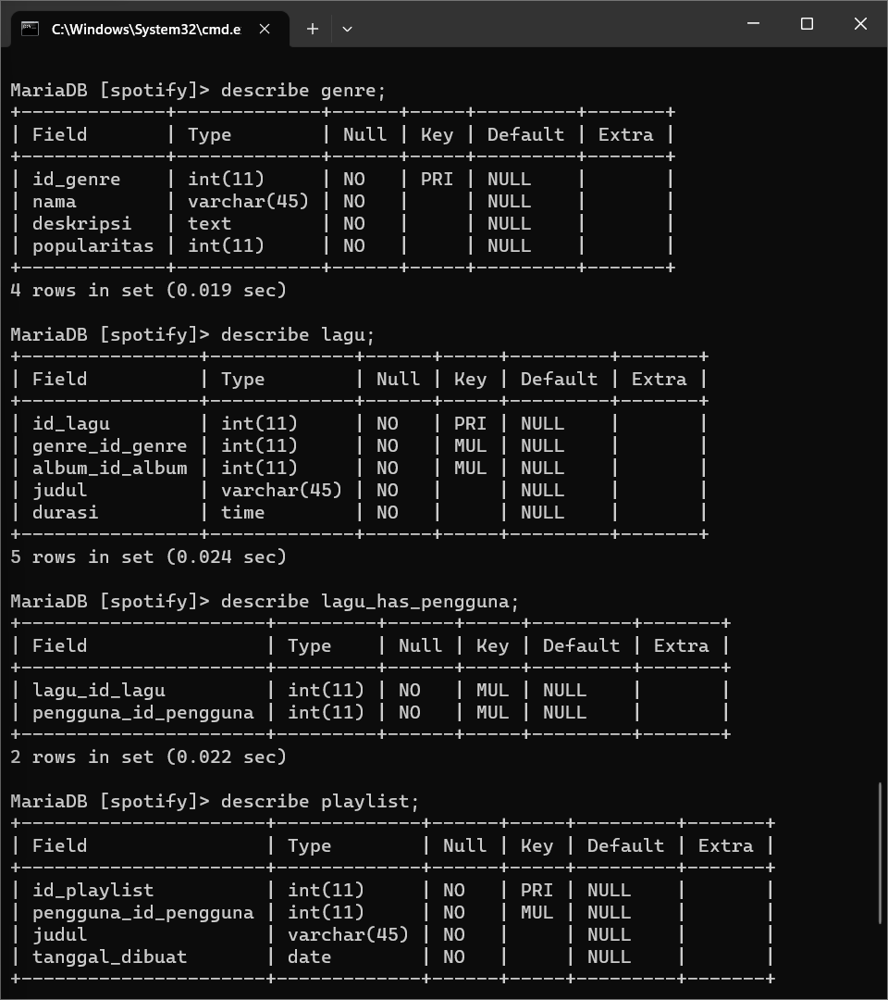 C:\Windows\System32\cmd.e
MariaDB [spotify]> describe genre;
+-------------+-------------+------+-----+---------+-------+
| Field       | Type        | Null | Key | Default | Extra |
+-------------+-------------+------+-----+---------+-------+
| id_genre    | int(11)     | NO   | PRI | NULL    |       |
| nama        | varchar(45) | NO   |     | NULL    |       |
| deskripsi   | text        | NO   |     | NULL    |       |
| popularitas | int(11)     | NO   |     | NULL    |       |
+-------------+-------------+------+-----+---------+-------+
4 rows in set (0.019 sec)
MariaDB [spotify]> describe lagu;
+----------------+-------------+------+-----+---------+-------+
| Field          | Type        | Null | Key | Default | Extra |
+----------------+-------------+------+-----+---------+-------+
| id_lagu        | int(11)     | NO   | PRI | NULL    |       |
| genre_id_genre | int(11)     | NO   | MUL | NULL    |       |
| album_id_album | int(11)     | NO   | MUL | NULL    |       |
| judul          | varchar(45) | NO   |     | NULL    |       |
| durasi         | time        | NO   |     | NULL    |       |
+----------------+-------------+------+-----+---------+-------+
5 rows in set (0.024 sec)
MariaDB [spotify]> describe lagu_has_pengguna;
+----------------------+---------+------+-----+---------+-------+
| Field                | Type    | Null | Key | Default | Extra |
+----------------------+---------+------+-----+---------+-------+
| lagu_id_lagu         | int(11) | NO   | MUL | NULL    |       |
| pengguna_id_pengguna | int(11) | NO   | MUL | NULL    |       |
+----------------------+---------+------+-----+---------+-------+
2 rows in set (0.022 sec)
MariaDB [spotify]> describe playlist;
+----------------------+-------------+------+-----+---------+-------+
| Field                | Type        | Null | Key | Default | Extra |
+----------------------+-------------+------+-----+---------+-------+
| id_playlist          | int(11)     | NO   | PRI | NULL    |       |
| pengguna_id_pengguna | int(11)     | NO   | MUL | NULL    |       |
| judul                | varchar(45) | NO   |     | NULL    |       |
| tanggal_dibuat       | date        | NO   |     | NULL    |       |
+----------------------+-------------+------+-----+---------+-------+